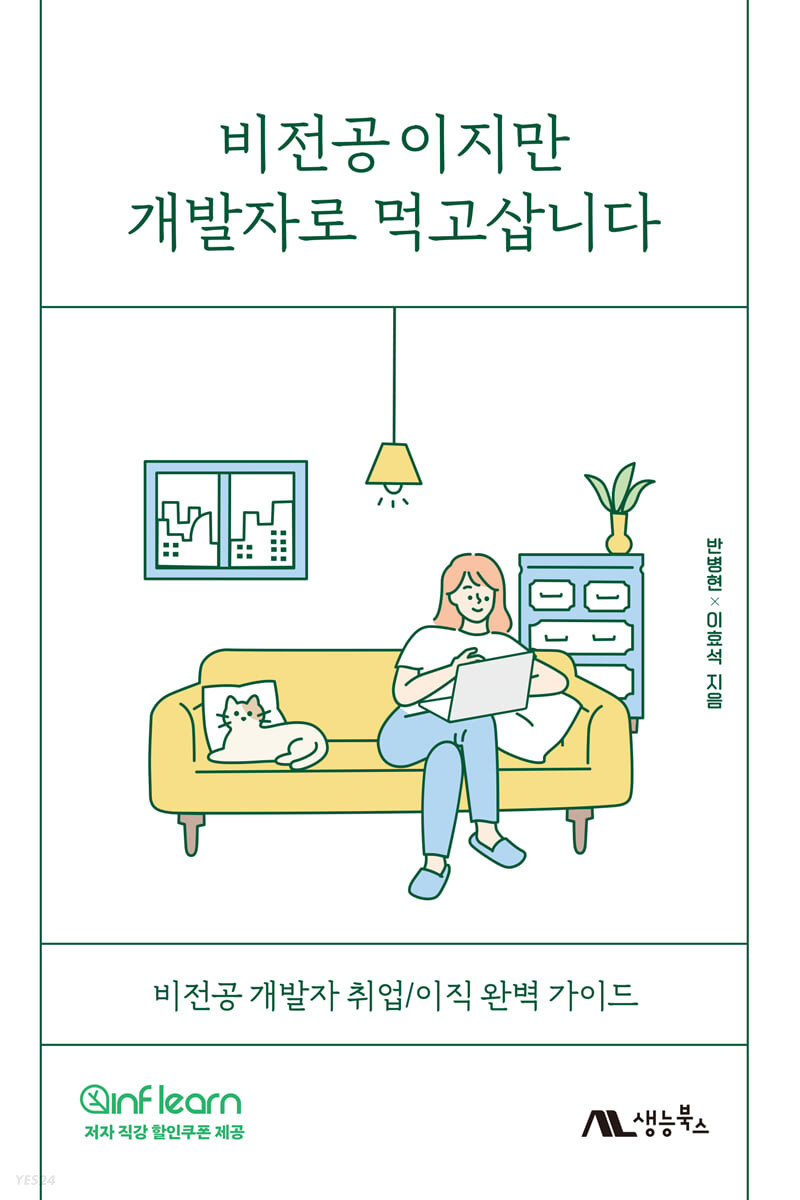 비전공이지만
개발자로 먹고삽니다
반병현×이효석 지음
비전공 개발자 취업/이직 완벽 가이드
inf learn
저자 직강 할인쿠폰 제공
생능북스
YES24